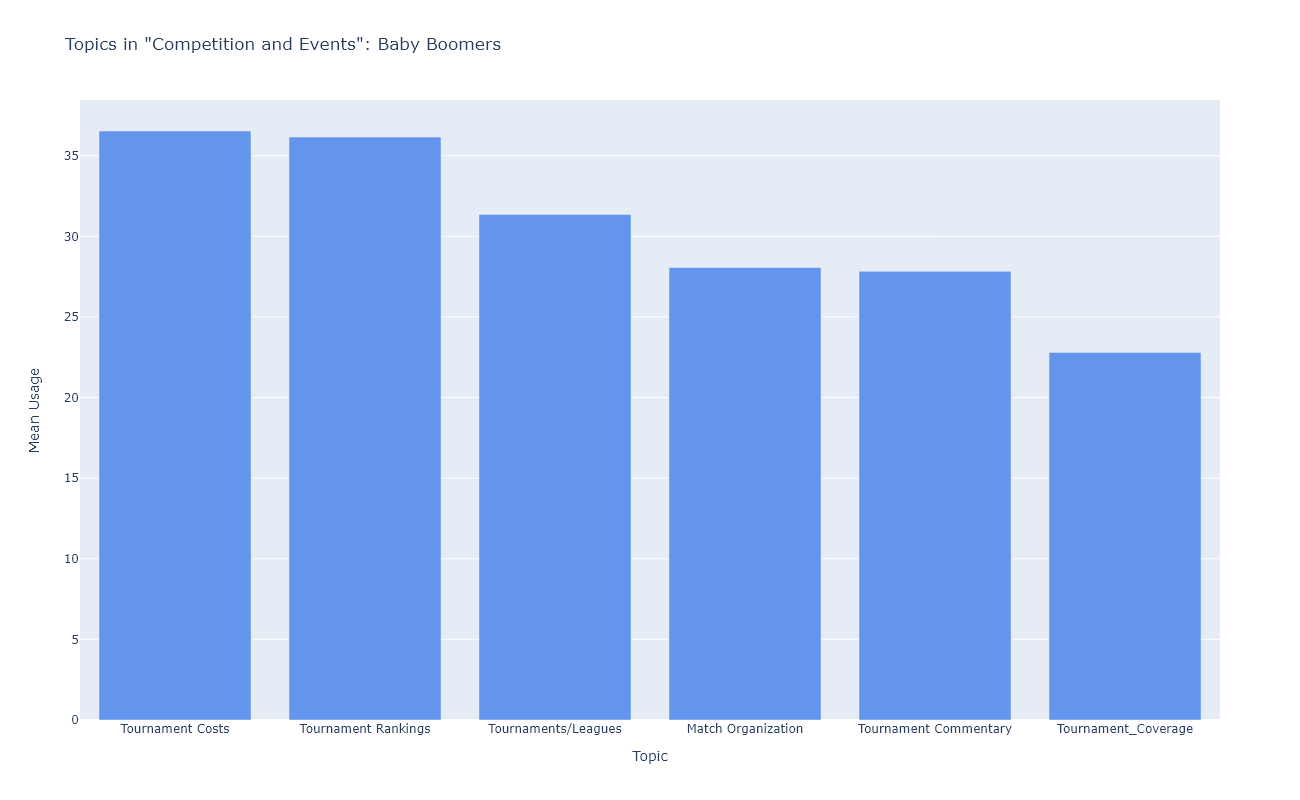 Topics in "Competition and Events": Baby Boomers
Mean Usage
35
30
25
20
15
10
5
0
Tournament Costs
Tournament Rankings
Tournaments/Leagues
Match Organization
Tournament Commentary
Tournament_Coverage
Topic